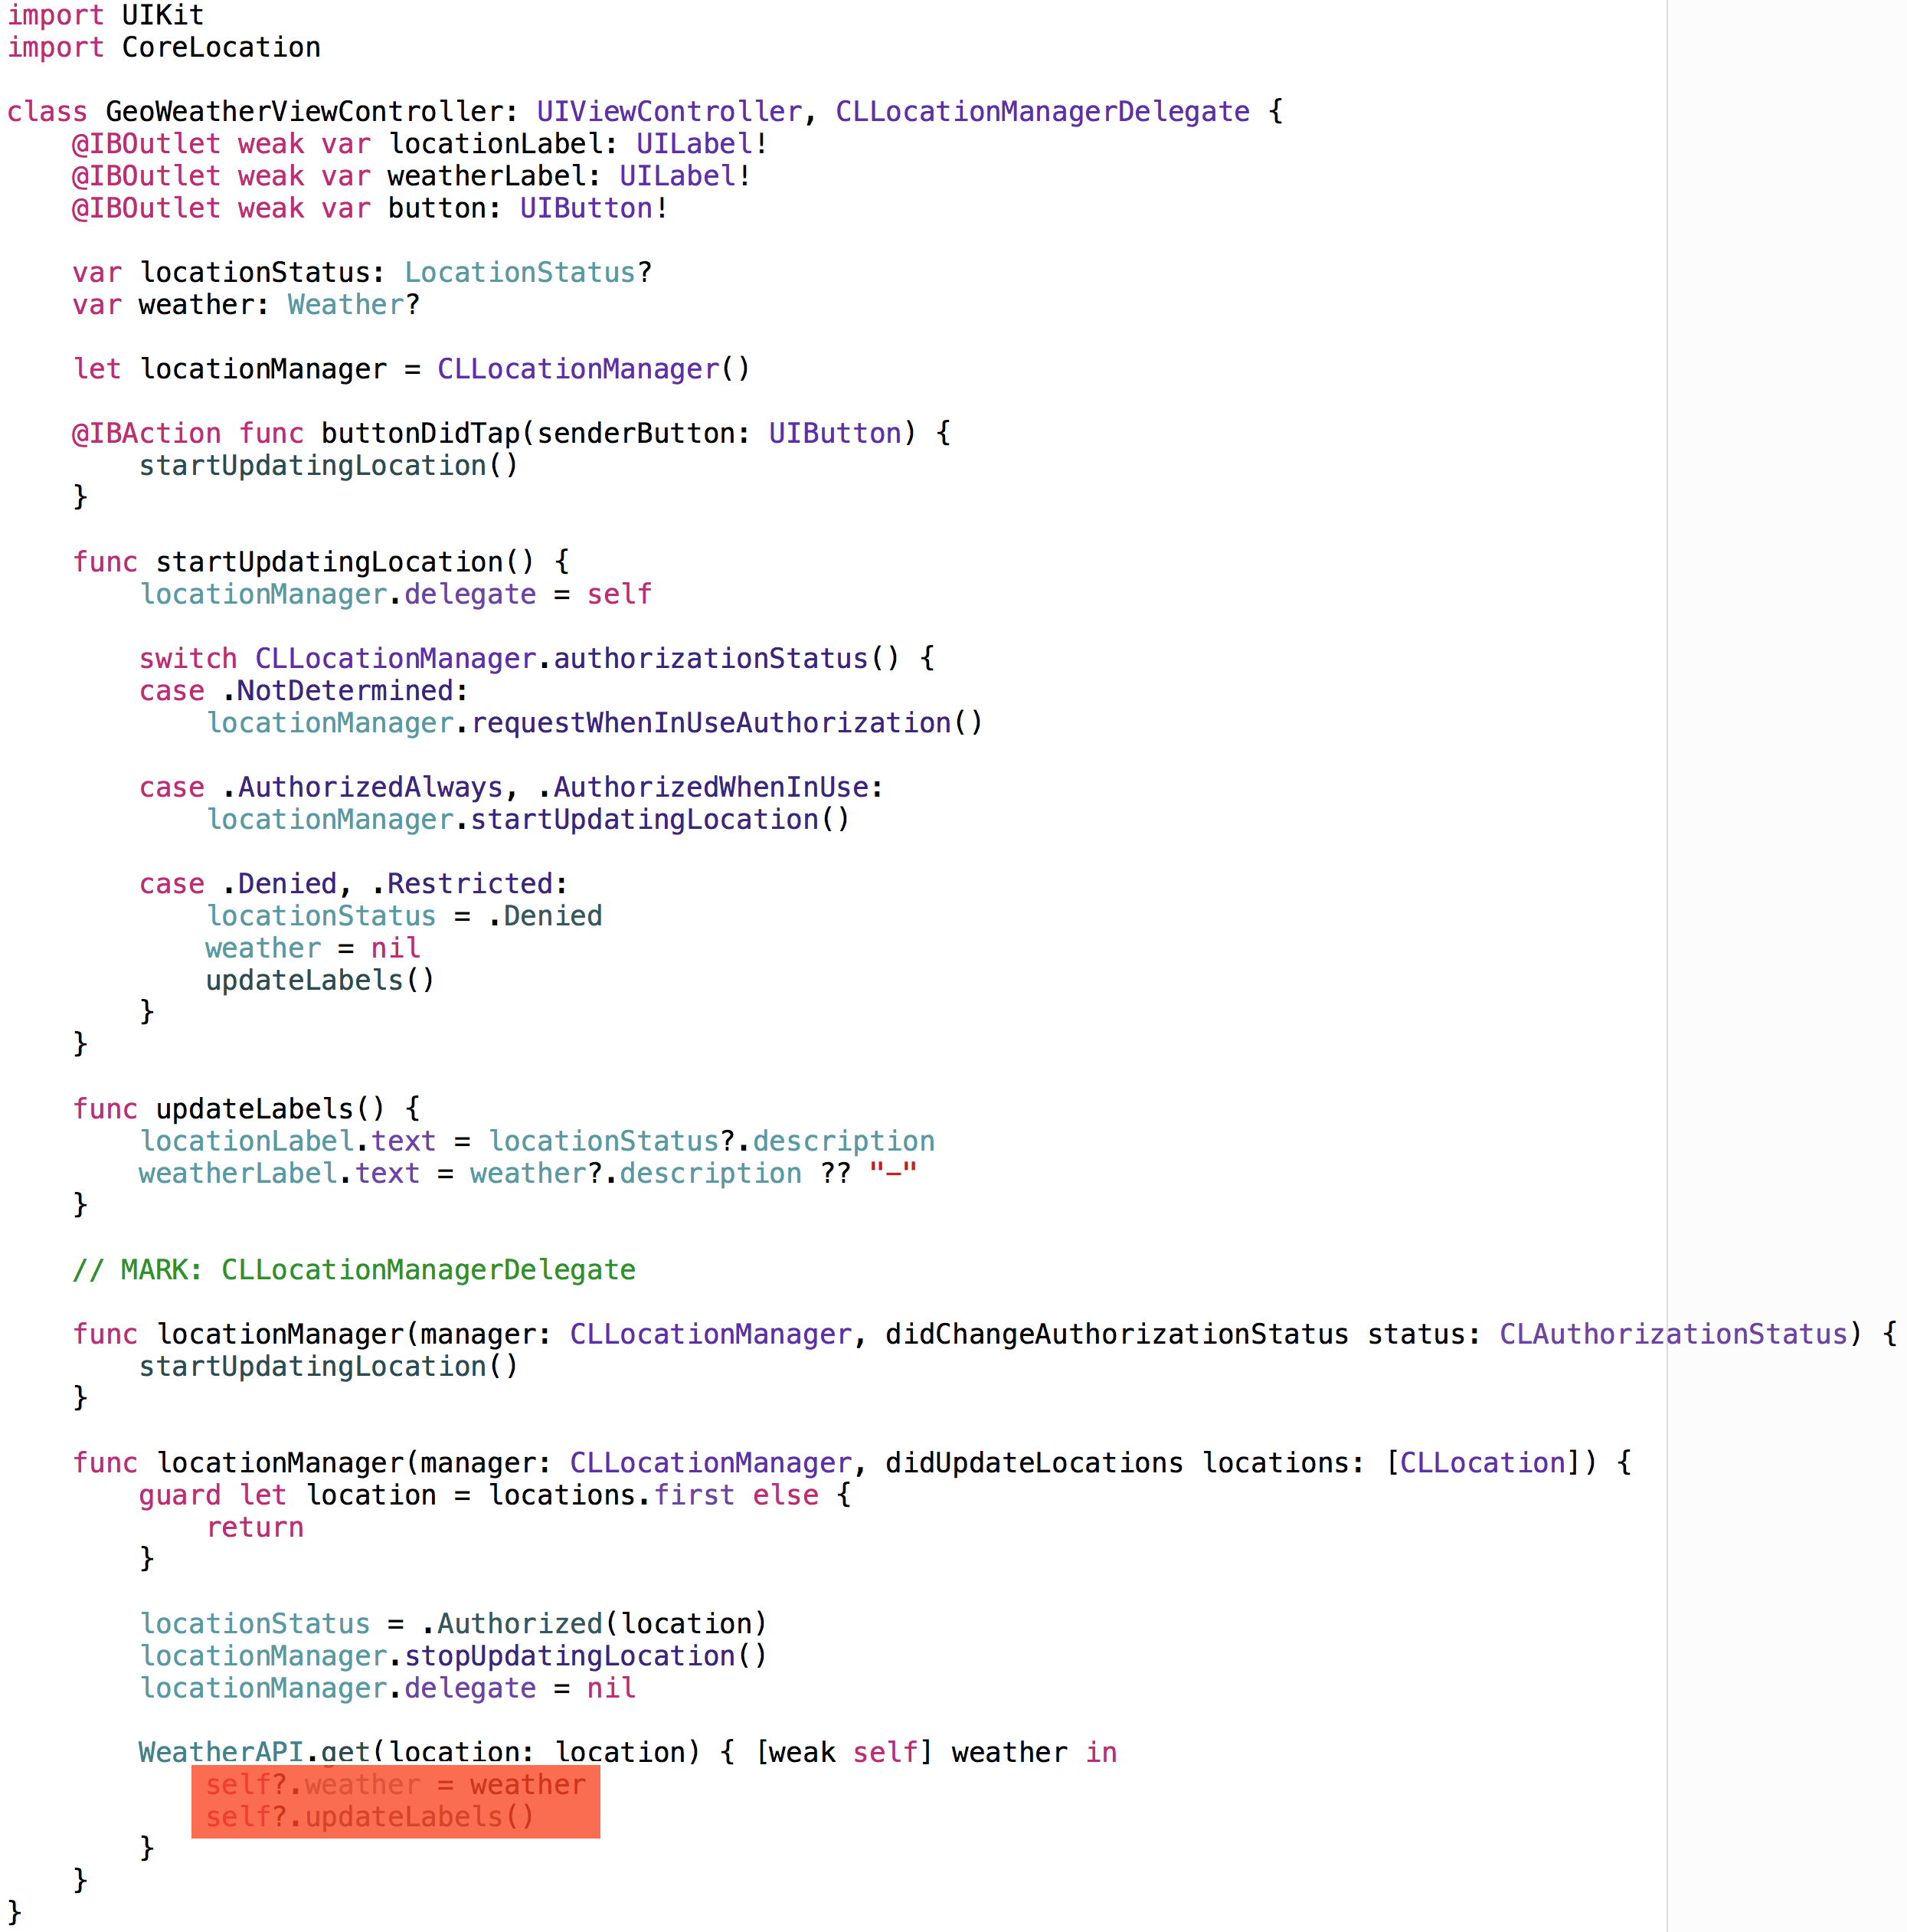 import UIKit
import CoreLocation

class GeoWeatherViewController: UIViewController, CLLocationManagerDelegate {
    @IBOutlet weak var locationLabel: UILabel!
    @IBOutlet weak var weatherLabel: UILabel!
    @IBOutlet weak var button: UIButton!

    var locationStatus: LocationStatus?
    var weather: Weather?

    let locationManager = CLLocationManager()

    @IBAction func buttonDidTap(senderButton: UIButton) {
        startUpdatingLocation()
    }

    func startUpdatingLocation() {
        locationManager.delegate = self

        switch CLLocationManager.authorizationStatus() {
        case .NotDetermined:
            locationManager.requestWhenInUseAuthorization()

        case .AuthorizedAlways, .AuthorizedWhenInUse:
            locationManager.startUpdatingLocation()

        case .Denied, .Restricted:
            locationStatus = .Denied
            weather = nil
            updateLabels()
        }
    }

    func updateLabels() {
        locationLabel.text = locationStatus?.description
        weatherLabel.text = weather?.description ?? "—"
    }

    // MARK: CLLocationManagerDelegate

    func locationManager(manager: CLLocationManager, didChangeAuthorizationStatus status: CLAuthorizationStatus) {
        startUpdatingLocation()
    }

    func locationManager(manager: CLLocationManager, didUpdateLocations locations: [CLLocation]) {
        guard let location = locations.first else {
            return
        }

        locationStatus = .Authorized(location)
        locationManager.stopUpdatingLocation()
        locationManager.delegate = nil

        WeatherAPI.get(location: location) { [weak self] weather in
            self?.weather = weather
            self?.updateLabels()
        }
    }
}